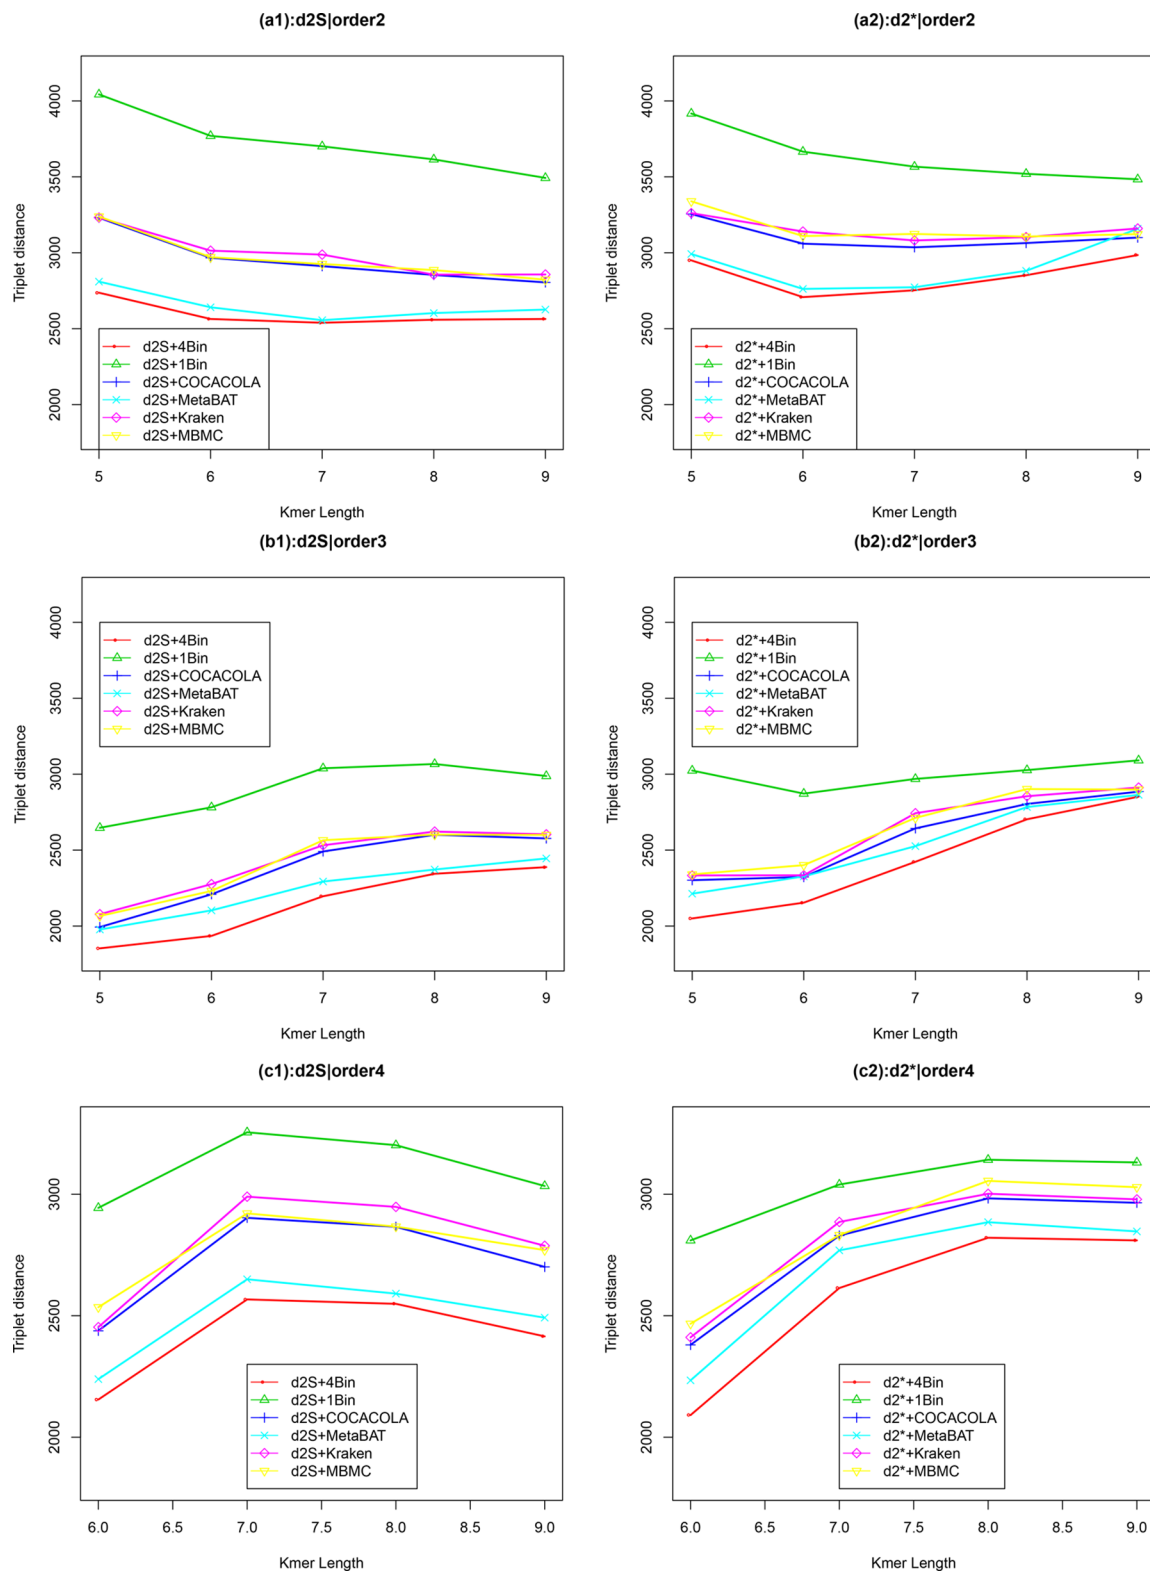 (a1):d2S|order2
Triplet distance
4000
3500
3000
2500
2000
d2S+4Bin
d2S+1Bin
d2S+COCACOLA
d2S+MetaBAT
d2S+Kraken
d2S+MBMC
5 6 7 8 9
Kmer Length
(a2):d2*|order2
Triplet distance
4000
3500
3000
2500
2000
d2*+4Bin
d2*+1Bin
d2*+COCACOLA
d2*+MetaBAT
d2*+Kraken
d2*+MBMC
5 6 7 8 9
Kmer Length
(b1):d2S|order3
Triplet distance
4000
3500
3000
2500
2000
d2S+4Bin
d2S+1Bin
d2S+COCACOLA
d2S+MetaBAT
d2S+Kraken
d2S+MBMC
5 6 7 8 9
Kmer Length
(b2):d2*|order3
Triplet distance
4000
3500
3000
2500
2000
d2*+4Bin
d2*+1Bin
d2*+COCACOLA
d2*+MetaBAT
d2*+Kraken
d2*+MBMC
5 6 7 8 9
Kmer Length
(c1):d2S|order4
Triplet distance
3000
2500
2000
d2S+4Bin
d2S+1Bin
d2S+COCACOLA
d2S+MetaBAT
d2S+Kraken
d2S+MBMC
6.0 6.5 7.0 7.5 8.0 8.5 9.0
Kmer Length
(c2):d2*|order4
Triplet distance
3000
2500
2000
d2*+4Bin
d2*+1Bin
d2*+COCACOLA
d2*+MetaBAT
d2*+Kraken
d2*+MBMC
6.0 6.5 7.0 7.5 8.0 8.5 9.0
Kmer Length